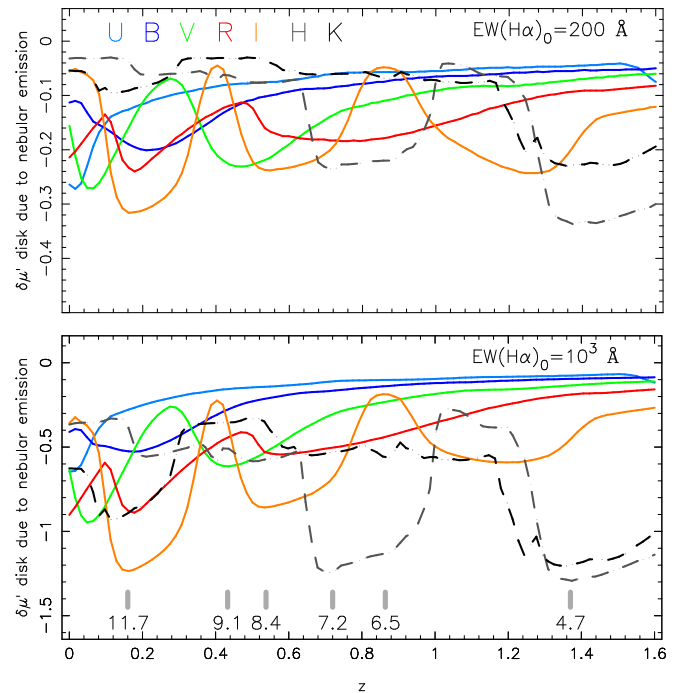 U B V R I H K
EW(Hα)₀=200 Å
δμ' disk due to nebular emission
0
−0.1
−0.2
−0.3
−0.4
EW(Hα)₀=10³ Å
δμ' disk due to nebular emission
0
−0.5
−1
−1.5
11.7 9.1 8.4 7.2 6.5 4.7
0 0.2 0.4 0.6 0.8 1 1.2 1.4 1.6
z